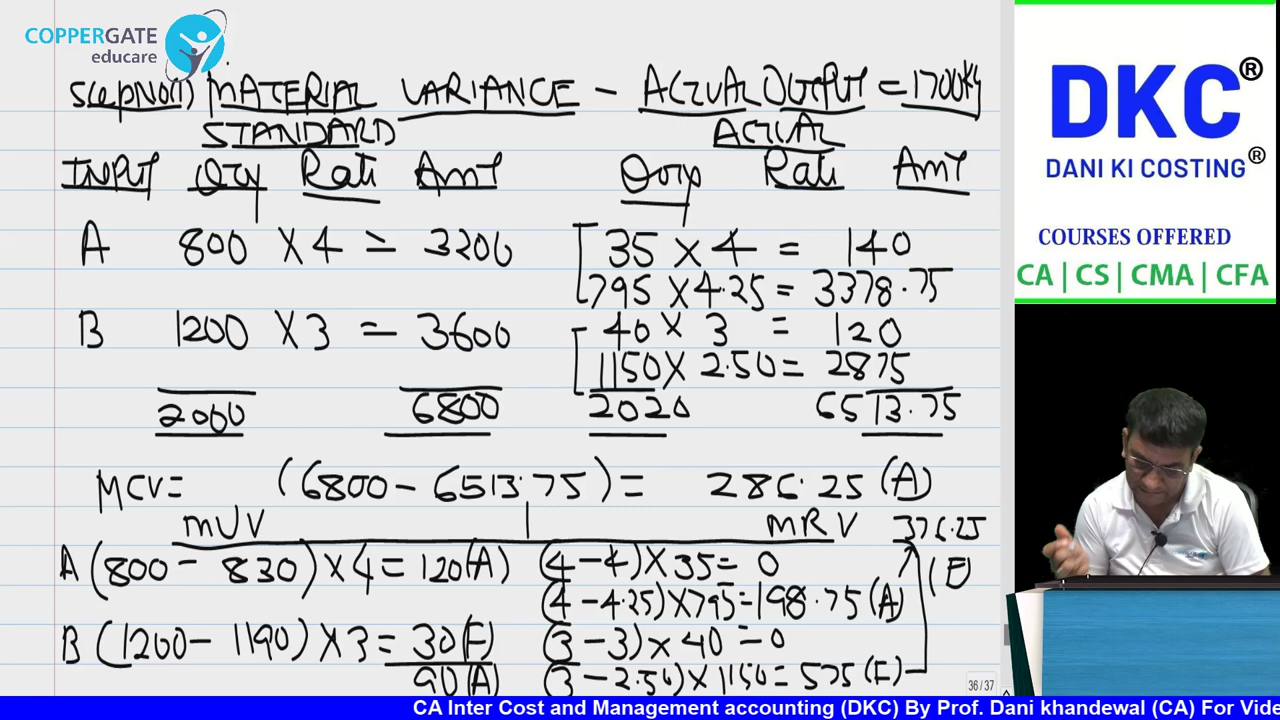 COPPERGATE
educare
Step No(1) MATERIAL VARIANCE - ACTUAL OUTPUT = 1700Kg
STANDARD ACTUAL
INPUT Qty Rate AMT Qty Rate AMT
A 800 X 4 = 3200 35 X 4 = 140
795 X 4.25 = 3378.75
B 1200 X 3 = 3600 40 X 3 = 120
1150 X 2.50 = 2875
2000 6800 2020 6513.75
MCV = (6800 - 6513.75) = 286.25 (A)
MUV MRV 376.25
A (800 - 830) X 4 = 120 (A) (4 - 4) X 35 = 0 (F)
(4 - 4.25) X 795 = 198.75 (A)
B (1200 - 1190) X 3 = 30 (F) (3 - 3) X 40 = 0
90 (A) (3 - 2.50) X 1150 = 575 (F)
36 / 37
DKC®
DANI KI COSTING®
COURSES OFFERED
CA | CS | CMA | CFA
CA Inter Cost and Management accounting (DKC) By Prof. Dani khandewal (CA) For Vide